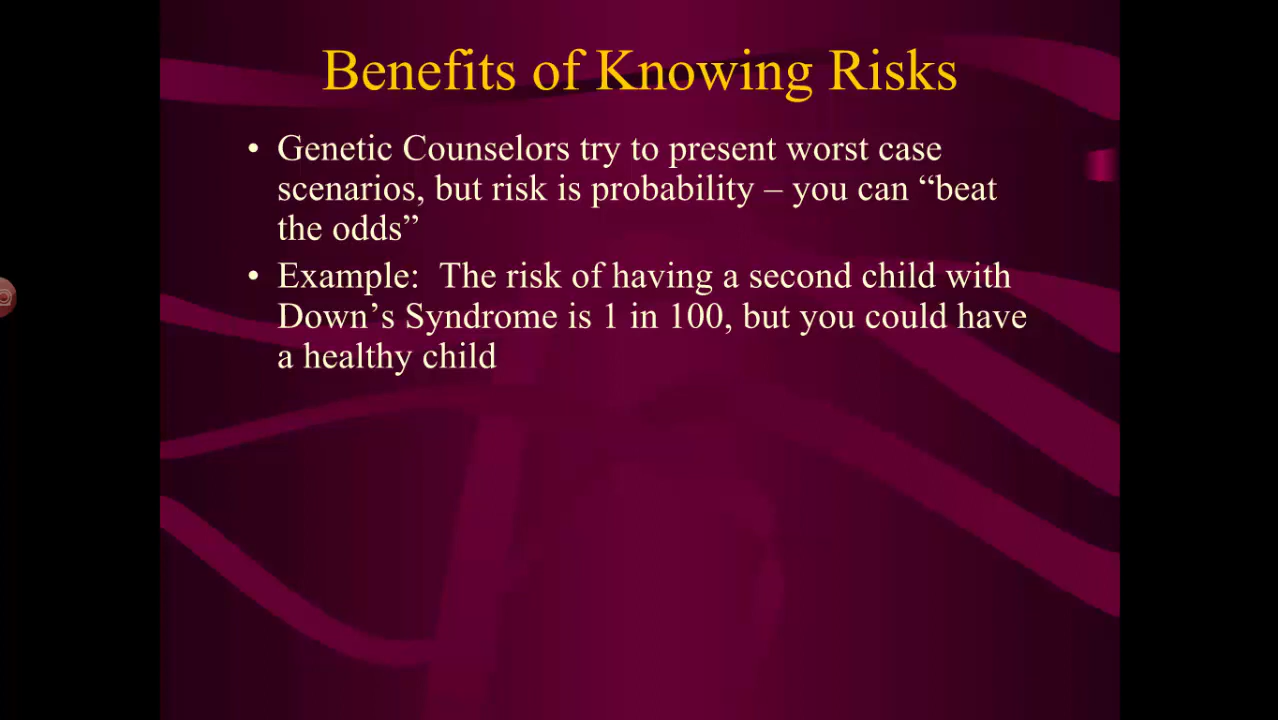 Benefits of Knowing Risks
• Genetic Counselors try to present worst case
scenarios, but risk is probability – you can “beat
the odds”
• Example:  The risk of having a second child with
Down’s Syndrome is 1 in 100, but you could have
a healthy child